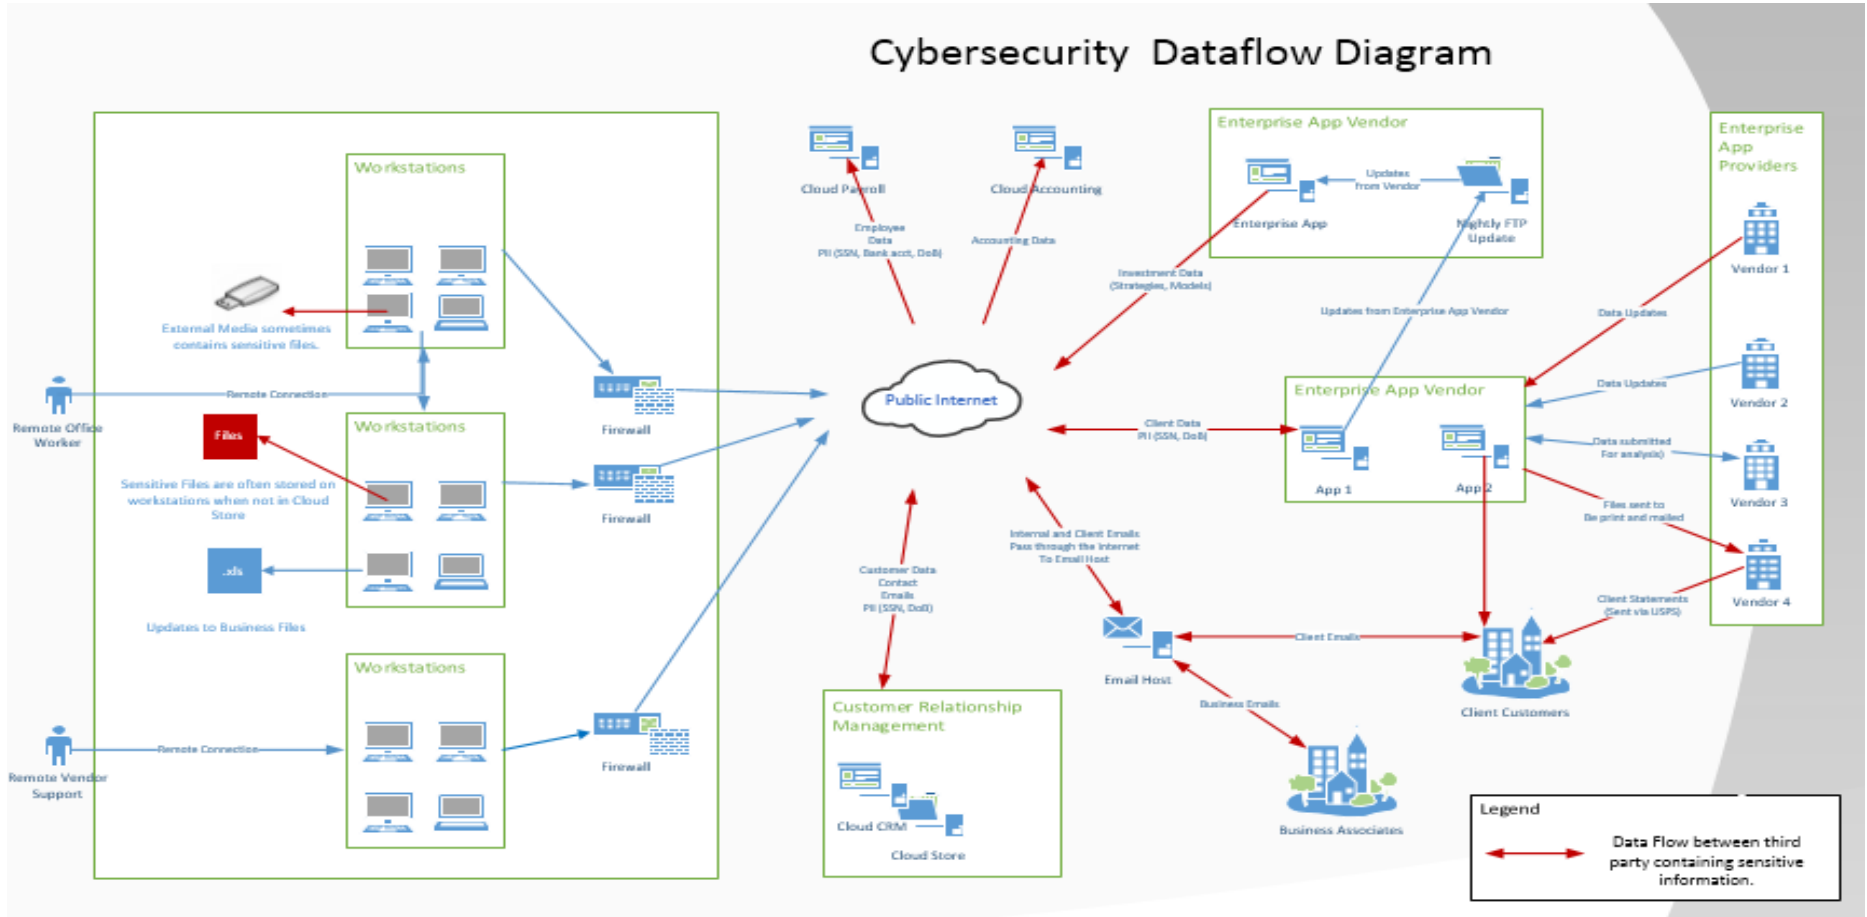 Cybersecurity Dataflow Diagram
Workstations
External Media sometimes
contains sensitive files.
Remote Connection
Remote Office
Worker
Files
Workstations
Sensitive Files are often stored on
workstations when not in Cloud
Store
.xls
Updates to Business Files
Workstations
Remote Connection
Remote Vendor
Support
Firewall
Firewall
Firewall
Cloud Payroll
Cloud Accounting
Employee
Data
PII (SSN, Bank acct, DoB)
Accounting Data
Public Internet
Enterprise App Vendor
Updates
from Vendor
Enterprise App
Nightly FTP
Update
Investment Data
(Strategies, Models)
Updates from Enterprise App Vendor
Enterprise App Vendor
Client Data
PII (SSN, DoB)
App 1
App 2
Enterprise
App
Providers
Vendor 1
Data Updates
Vendor 2
Data Updates
Data submitted
For analysis)
Vendor 3
Files sent to
Be print and mailed
Vendor 4
Client Statements
(Sent via USPS)
Internal and Client Emails
Pass through the Internet
To Email Host
Customer Data
Contact
Emails
PII (SSN, DoB)
Email Host
Client Emails
Client Customers
Business Emails
Business Associates
Customer Relationship
Management
Cloud CRM
Cloud Store
Legend
Data Flow between third
party containing sensitive
information.